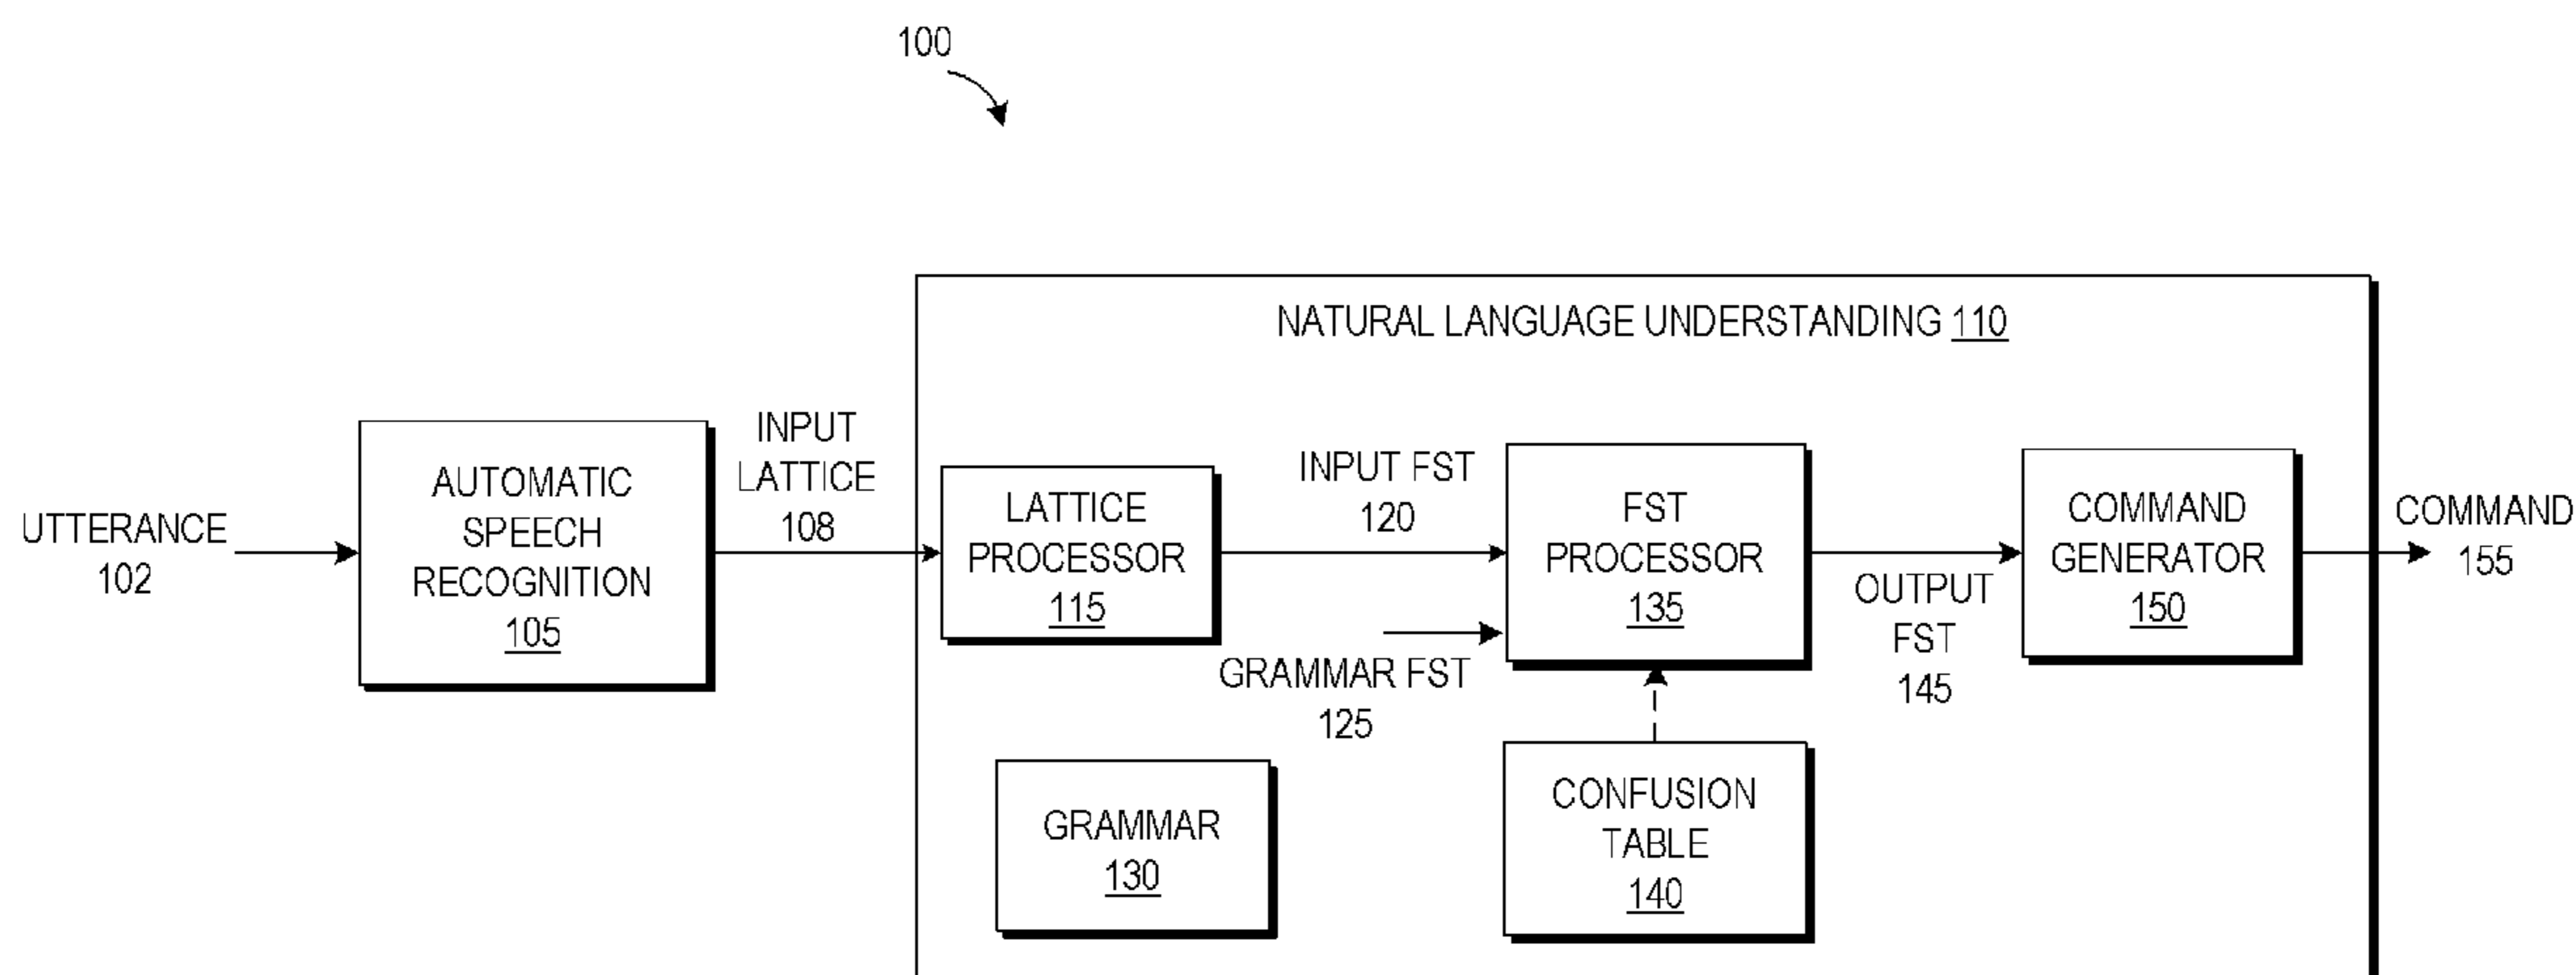 100
NATURAL LANGUAGE UNDERSTANDING 110
UTTERANCE
102
AUTOMATIC
SPEECH
RECOGNITION
105
INPUT
LATTICE
108
LATTICE
PROCESSOR
115
INPUT FST
120
GRAMMAR FST
125
FST
PROCESSOR
135
OUTPUT
FST
145
COMMAND
GENERATOR
150
COMMAND
155
GRAMMAR
130
CONFUSION
TABLE
140